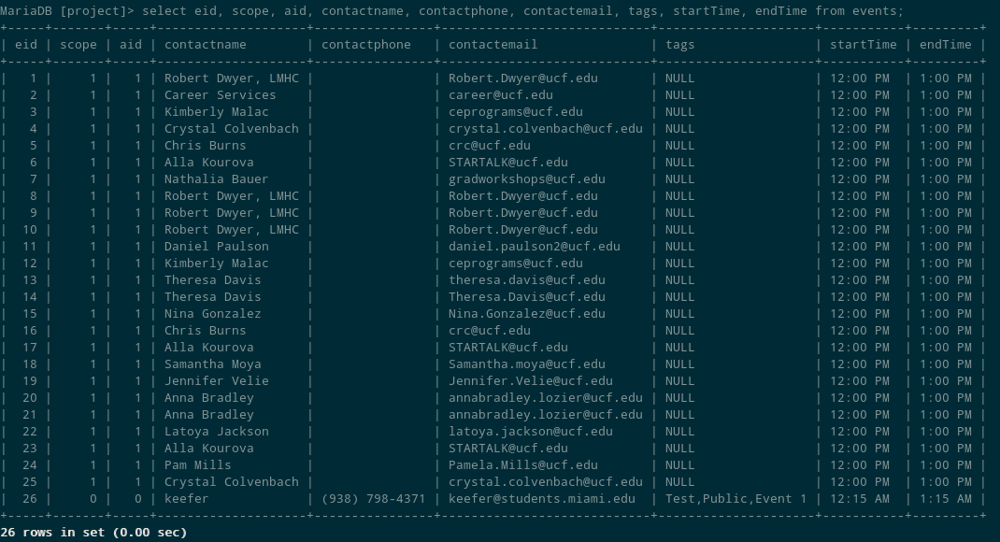 MariaDB [project]> select eid, scope, aid, contactname, contactphone, contactemail, tags, startTime, endTime from events;
+-----+-------+-----+-------------------+----------------+----------------------------+---------------------+-----------+---------+
| eid | scope | aid | contactname       | contactphone   | contactemail               | tags                | startTime | endTime |
+-----+-------+-----+-------------------+----------------+----------------------------+---------------------+-----------+---------+
|   1 |     1 |   1 | Robert Dwyer, LMHC |                | Robert.Dwyer@ucf.edu       | NULL                | 12:00 PM  | 1:00 PM |
|   2 |     1 |   1 | Career Services   |                | career@ucf.edu             | NULL                | 12:00 PM  | 1:00 PM |
|   3 |     1 |   1 | Kimberly Malac    |                | ceprograms@ucf.edu         | NULL                | 12:00 PM  | 1:00 PM |
|   4 |     1 |   1 | Crystal Colvenbach |                | crystal.colvenbach@ucf.edu | NULL                | 12:00 PM  | 1:00 PM |
|   5 |     1 |   1 | Chris Burns       |                | crc@ucf.edu                | NULL                | 12:00 PM  | 1:00 PM |
|   6 |     1 |   1 | Alla Kourova      |                | STARTALK@ucf.edu           | NULL                | 12:00 PM  | 1:00 PM |
|   7 |     1 |   1 | Nathalia Bauer    |                | gradworkshops@ucf.edu      | NULL                | 12:00 PM  | 1:00 PM |
|   8 |     1 |   1 | Robert Dwyer, LMHC |                | Robert.Dwyer@ucf.edu       | NULL                | 12:00 PM  | 1:00 PM |
|   9 |     1 |   1 | Robert Dwyer, LMHC |                | Robert.Dwyer@ucf.edu       | NULL                | 12:00 PM  | 1:00 PM |
|  10 |     1 |   1 | Robert Dwyer, LMHC |                | Robert.Dwyer@ucf.edu       | NULL                | 12:00 PM  | 1:00 PM |
|  11 |     1 |   1 | Daniel Paulson    |                | daniel.paulson2@ucf.edu    | NULL                | 12:00 PM  | 1:00 PM |
|  12 |     1 |   1 | Kimberly Malac    |                | ceprograms@ucf.edu         | NULL                | 12:00 PM  | 1:00 PM |
|  13 |     1 |   1 | Theresa Davis     |                | theresa.davis@ucf.edu      | NULL                | 12:00 PM  | 1:00 PM |
|  14 |     1 |   1 | Theresa Davis     |                | Theresa.Davis@ucf.edu      | NULL                | 12:00 PM  | 1:00 PM |
|  15 |     1 |   1 | Nina Gonzalez     |                | Nina.Gonzalez@ucf.edu      | NULL                | 12:00 PM  | 1:00 PM |
|  16 |     1 |   1 | Chris Burns       |                | crc@ucf.edu                | NULL                | 12:00 PM  | 1:00 PM |
|  17 |     1 |   1 | Alla Kourova      |                | STARTALK@ucf.edu           | NULL                | 12:00 PM  | 1:00 PM |
|  18 |     1 |   1 | Samantha Moya     |                | Samantha.moya@ucf.edu      | NULL                | 12:00 PM  | 1:00 PM |
|  19 |     1 |   1 | Jennifer Velie    |                | Jennifer.Velie@ucf.edu     | NULL                | 12:00 PM  | 1:00 PM |
|  20 |     1 |   1 | Anna Bradley      |                | annabradley.lozier@ucf.edu | NULL                | 12:00 PM  | 1:00 PM |
|  21 |     1 |   1 | Anna Bradley      |                | annabradley.lozier@ucf.edu | NULL                | 12:00 PM  | 1:00 PM |
|  22 |     1 |   1 | Latoya Jackson    |                | latoya.jackson@ucf.edu     | NULL                | 12:00 PM  | 1:00 PM |
|  23 |     1 |   1 | Alla Kourova      |                | STARTALK@ucf.edu           | NULL                | 12:00 PM  | 1:00 PM |
|  24 |     1 |   1 | Pam Mills         |                | Pamela.Mills@ucf.edu       | NULL                | 12:00 PM  | 1:00 PM |
|  25 |     1 |   1 | Crystal Colvenbach |                | crystal.colvenbach@ucf.edu | NULL                | 12:00 PM  | 1:00 PM |
|  26 |     0 |   0 | keefer            | (938) 798-4371 | keefer@students.miami.edu  | Test,Public,Event 1 | 12:15 AM  | 1:15 AM |
+-----+-------+-----+-------------------+----------------+----------------------------+---------------------+-----------+---------+
26 rows in set (0.00 sec)